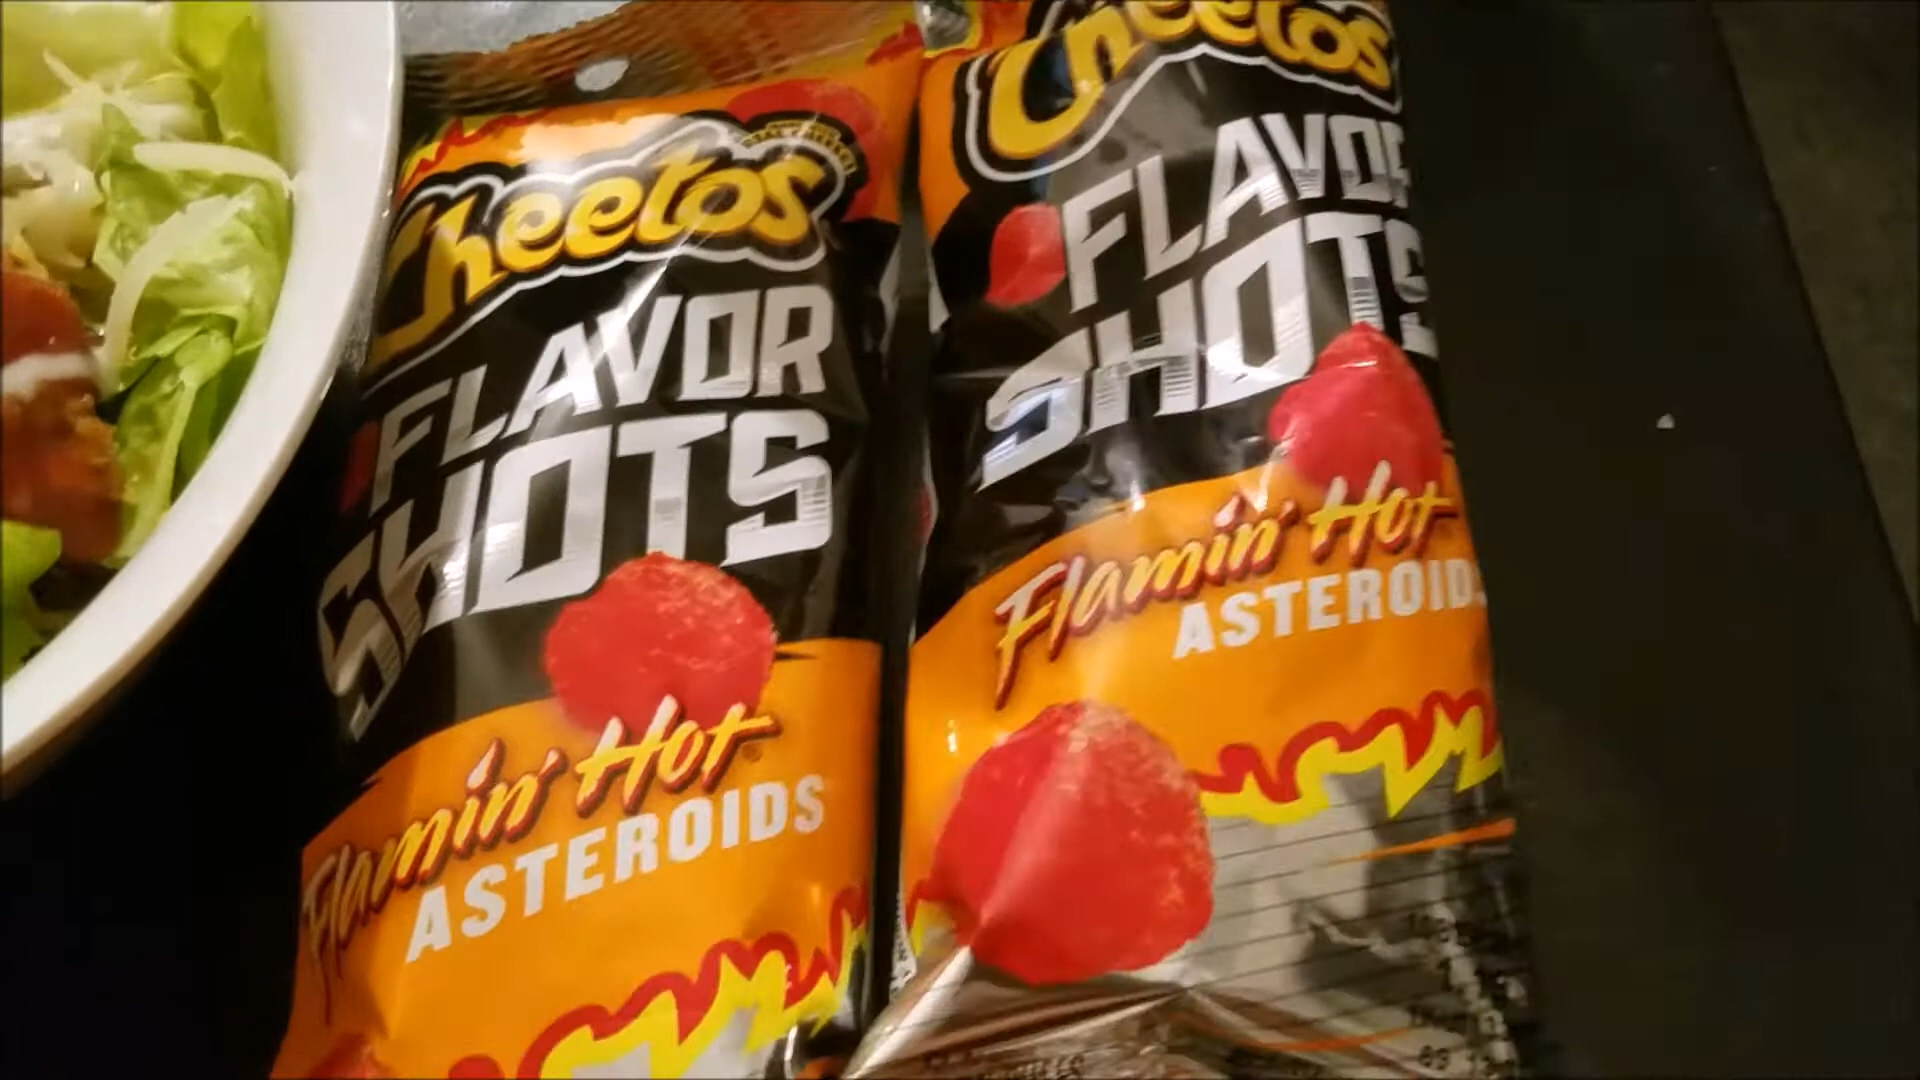 Cheetos
FLAVOR
SHOTS
Flamin' Hot
ASTEROIDS
Cheetos
FLAVOR
SHOTS
Flamin' Hot
ASTEROIDS